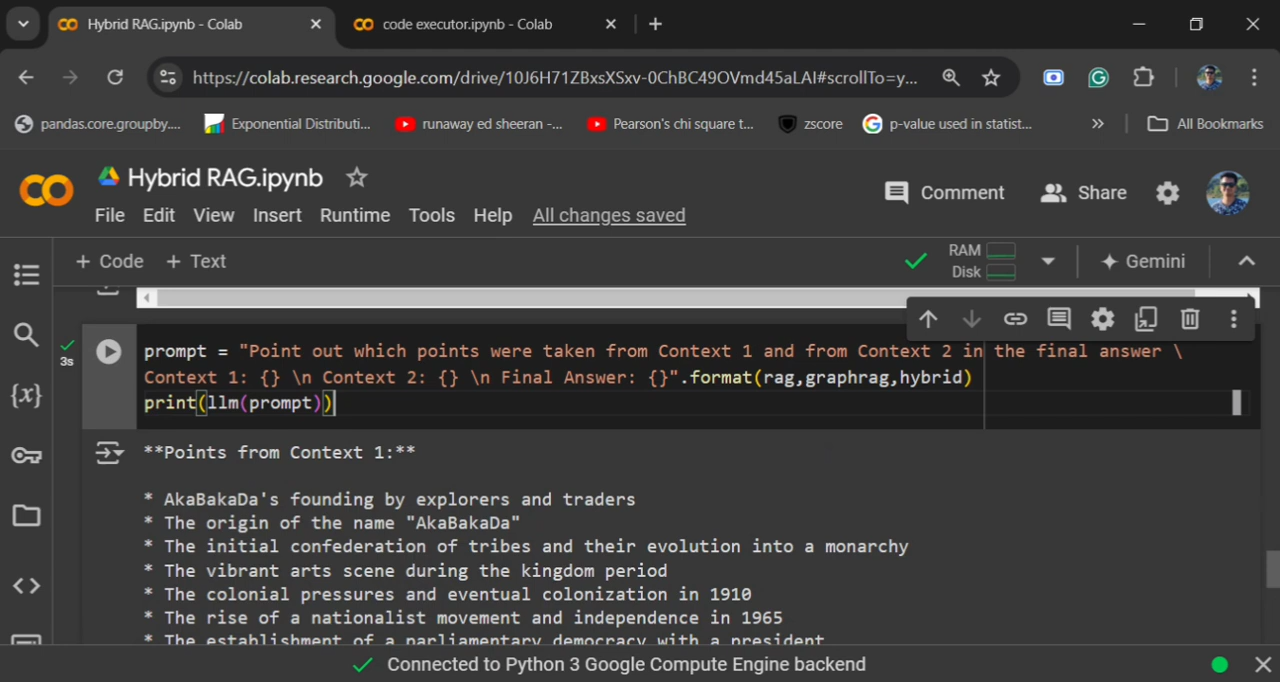 Hybrid RAG.ipynb - Colab
code executor.ipynb - Colab
https://colab.research.google.com/drive/10J6H71ZBxsXSxv-0ChBC49OVmd45aLAI#scrollTo=y...
pandas.core.groupby....
Exponential Distributi...
runaway ed sheeran -...
Pearson's chi square t...
zscore
p-value used in statist...
All Bookmarks
Hybrid RAG.ipynb
Comment
Share
File Edit View Insert Runtime Tools Help All changes saved
+ Code + Text
RAM
Disk
Gemini
3s
prompt = "Point out which points were taken from Context 1 and from Context 2 in the final answer \
Context 1: {} \n Context 2: {} \n Final Answer: {}".format(rag,graphrag,hybrid)
print(llm(prompt))
**Points from Context 1:**
* AkaBakaDa's founding by explorers and traders
* The origin of the name "AkaBakaDa"
* The initial confederation of tribes and their evolution into a monarchy
* The vibrant arts scene during the kingdom period
* The colonial pressures and eventual colonization in 1910
* The rise of a nationalist movement and independence in 1965
* The establishment of a parliamentary democracy with a president
Connected to Python 3 Google Compute Engine backend